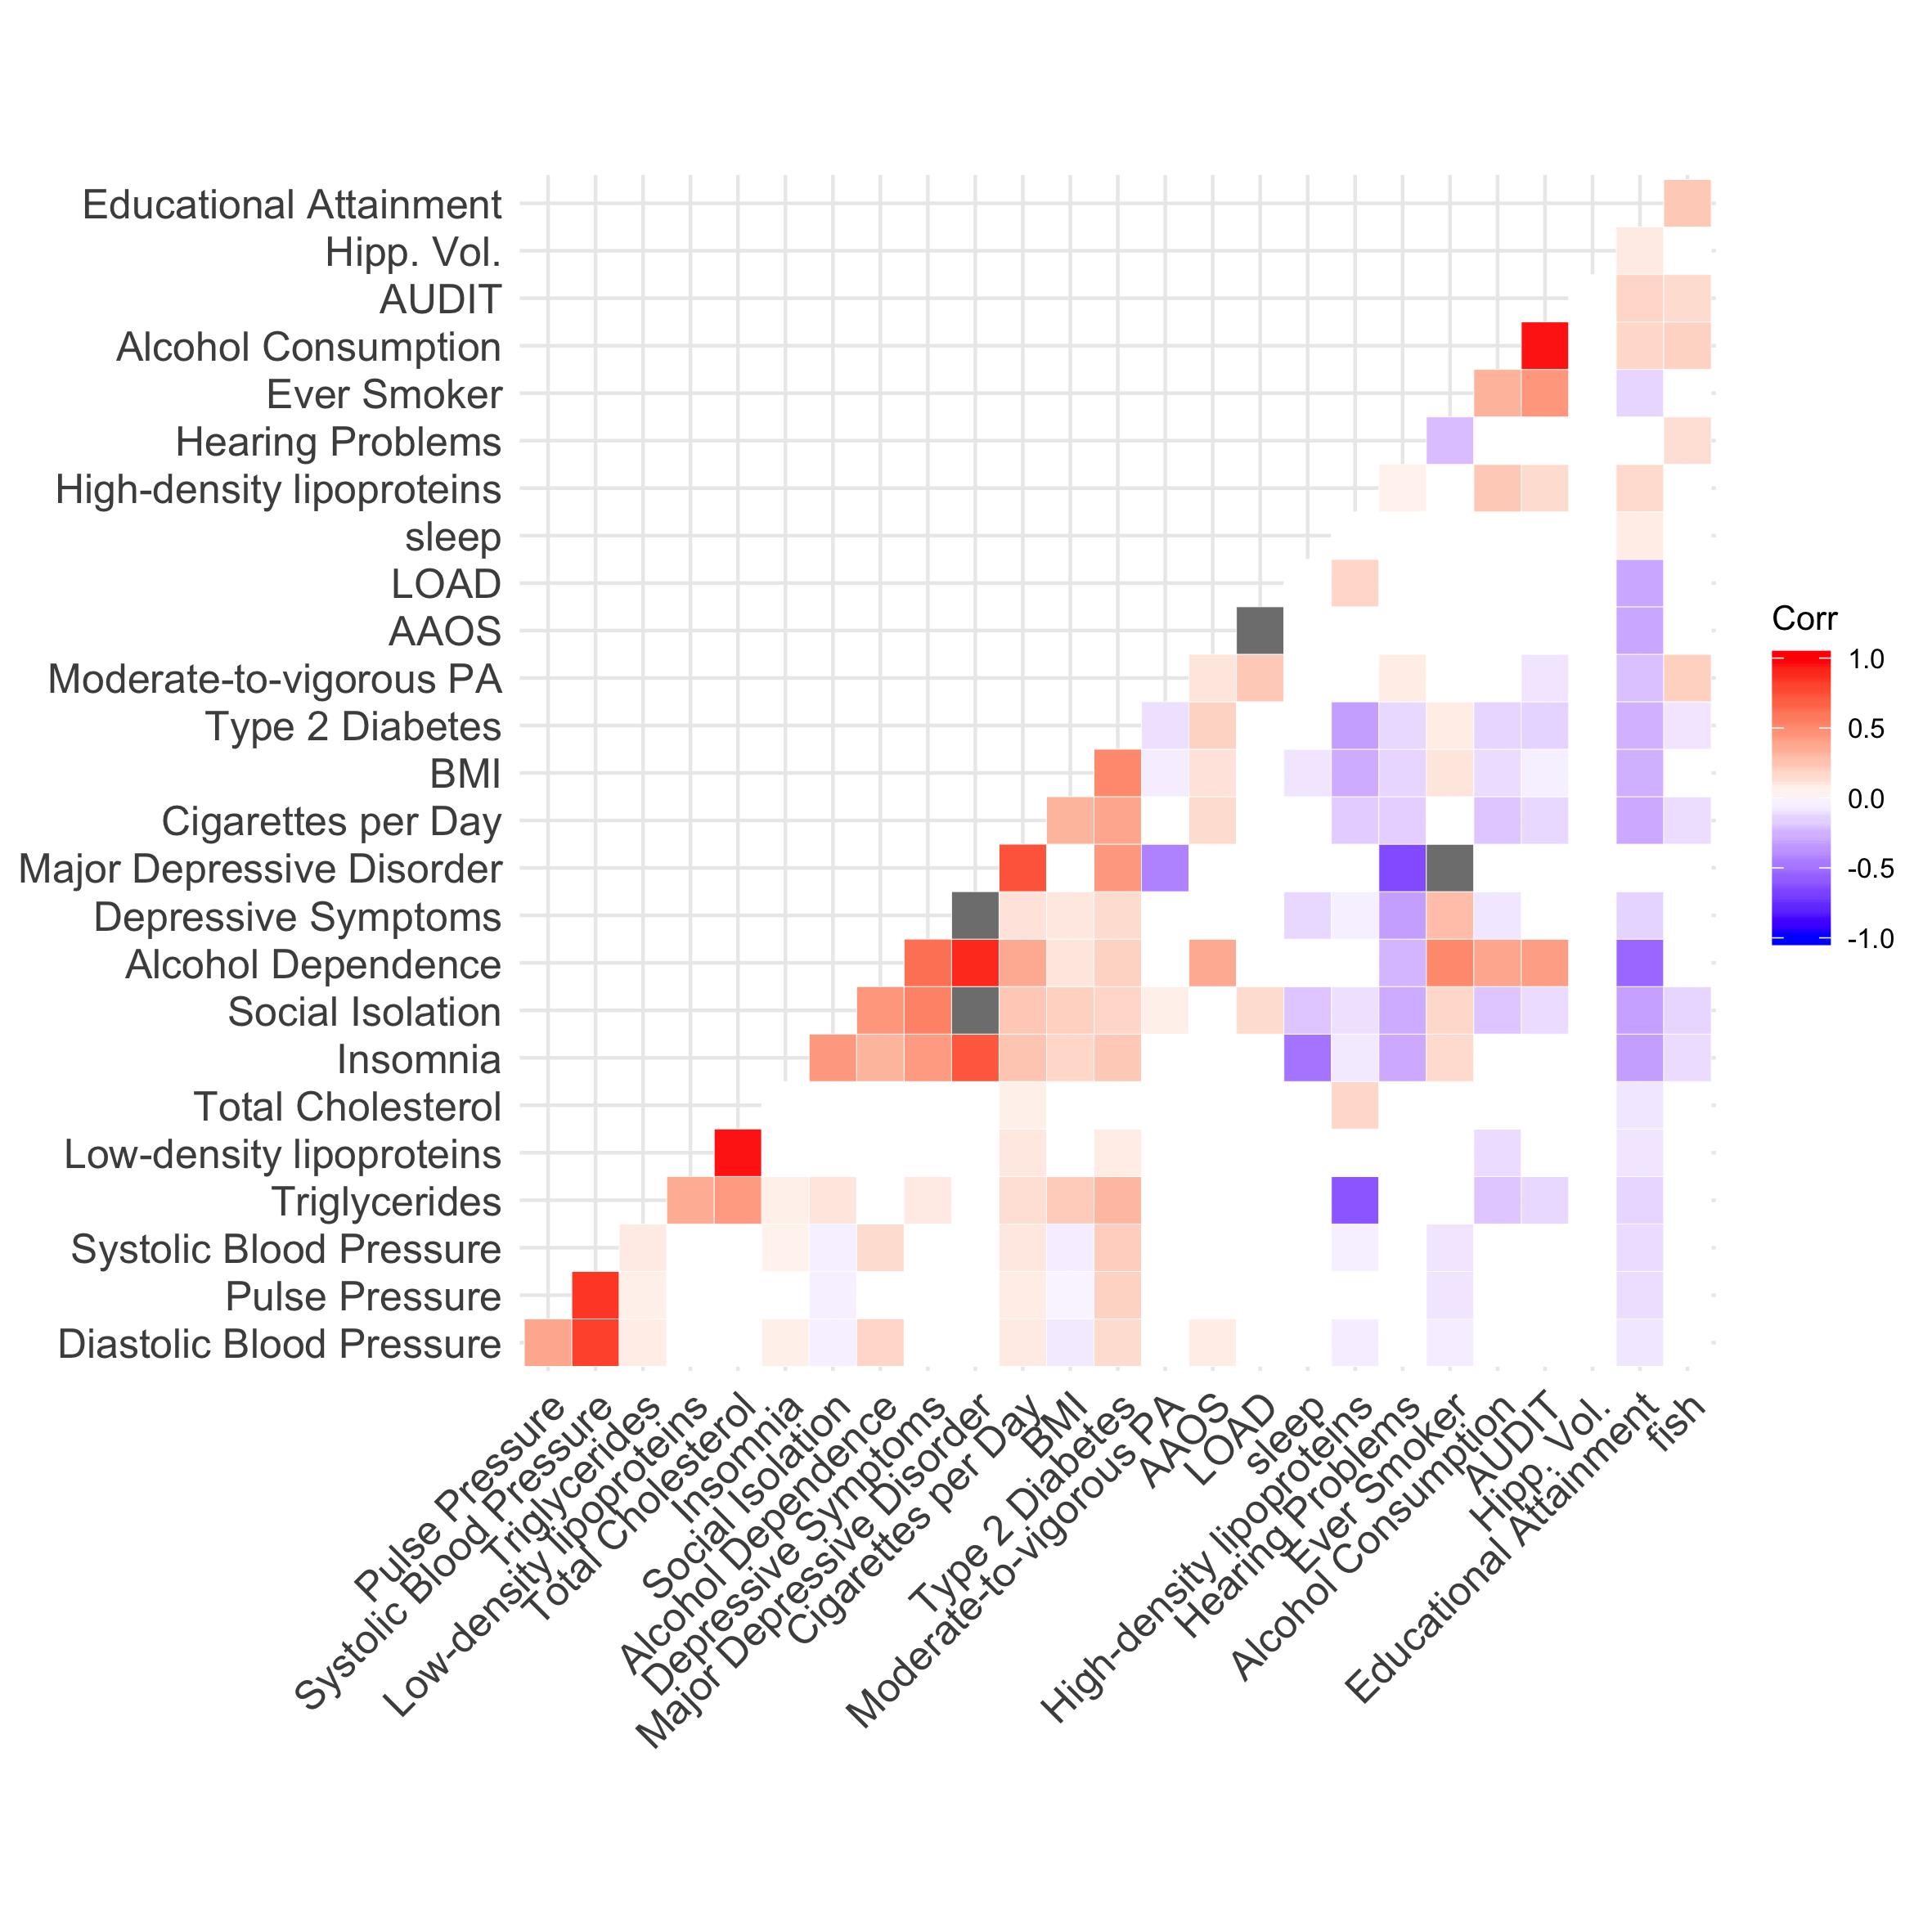 Educational Attainment
Hipp. Vol.
AUDIT
Alcohol Consumption
Ever Smoker
Hearing Problems
High-density lipoproteins
sleep
LOAD
AAOS
Moderate-to-vigorous PA
Type 2 Diabetes
BMI
Cigarettes per Day
Major Depressive Disorder
Depressive Symptoms
Alcohol Dependence
Social Isolation
Insomnia
Total Cholesterol
Low-density lipoproteins
Triglycerides
Systolic Blood Pressure
Pulse Pressure
Diastolic Blood Pressure
Pulse Pressure
Systolic Blood Pressure
Triglycerides
Low-density lipoproteins
Total Cholesterol
Insomnia
Social Isolation
Alcohol Dependence
Depressive Symptoms
Major Depressive Disorder
Cigarettes per Day
BMI
Type 2 Diabetes
Moderate-to-vigorous PA
AAOS
LOAD
sleep
High-density lipoproteins
Hearing Problems
Ever Smoker
Alcohol Consumption
AUDIT
Hipp. Vol.
Educational Attainment
fish
Corr
1.0
0.5
0.0
-0.5
-1.0